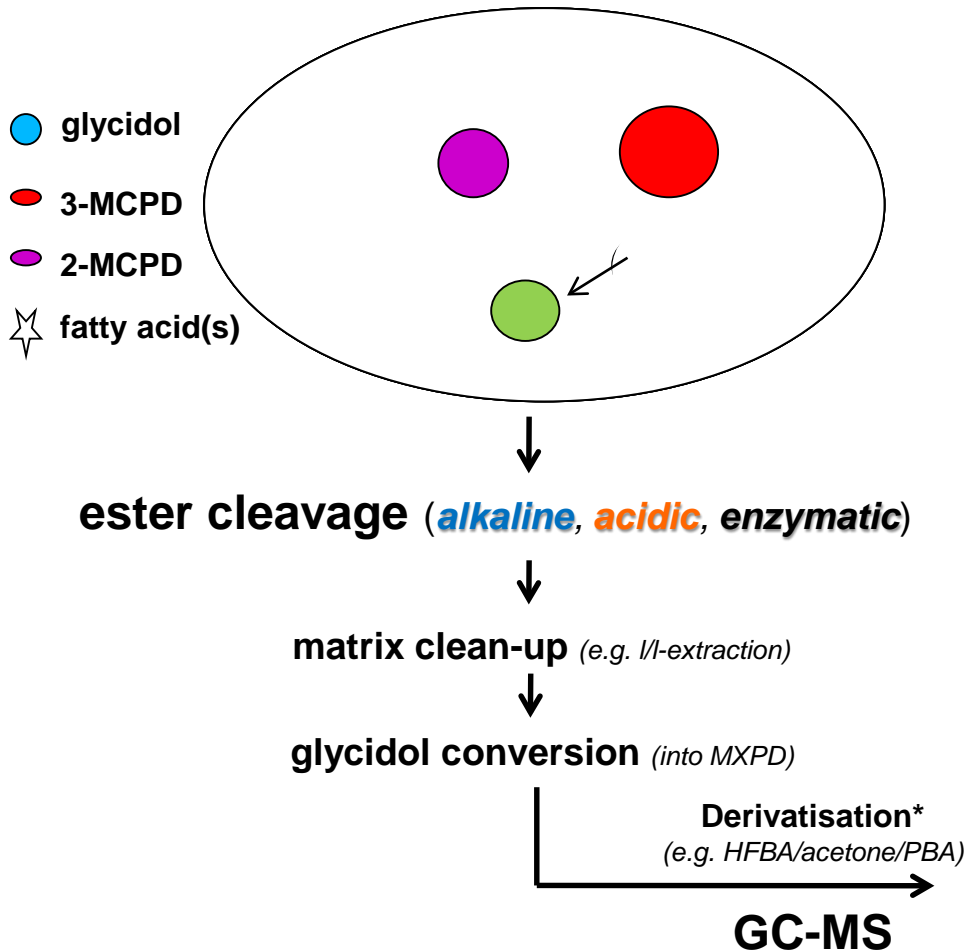 glycidol
3-MCPD
2-MCPD
fatty acid(s)
ester cleavage (alkaline, acidic, enzymatic)
matrix clean-up (e.g. l/l-extraction)
glycidol conversion (into MXPD)
Derivatisation*
(e.g. HFBA/acetone/PBA)
GC-MS